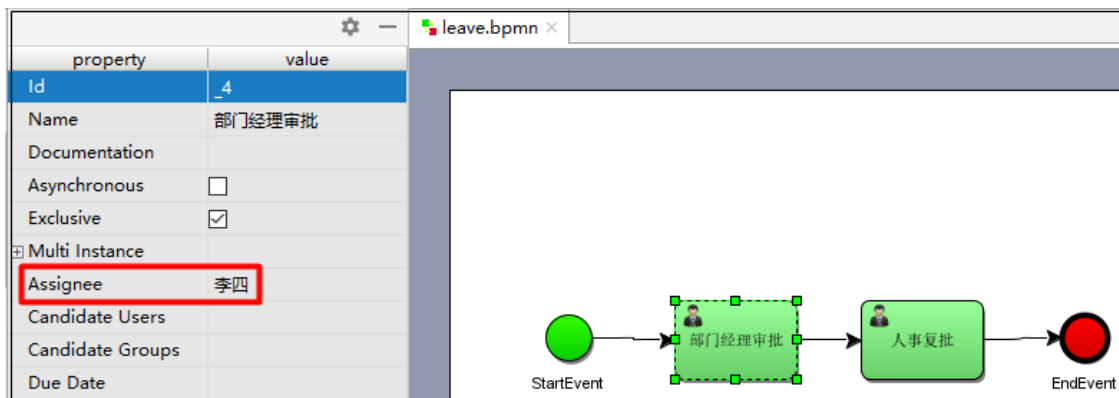 leave.bpmn
property value
Id _4
Name 部门经理审批
Documentation
Asynchronous
Exclusive
Multi Instance
Assignee 李四
Candidate Users
Candidate Groups
Due Date
部门经理审批
人事复批
StartEvent
EndEvent